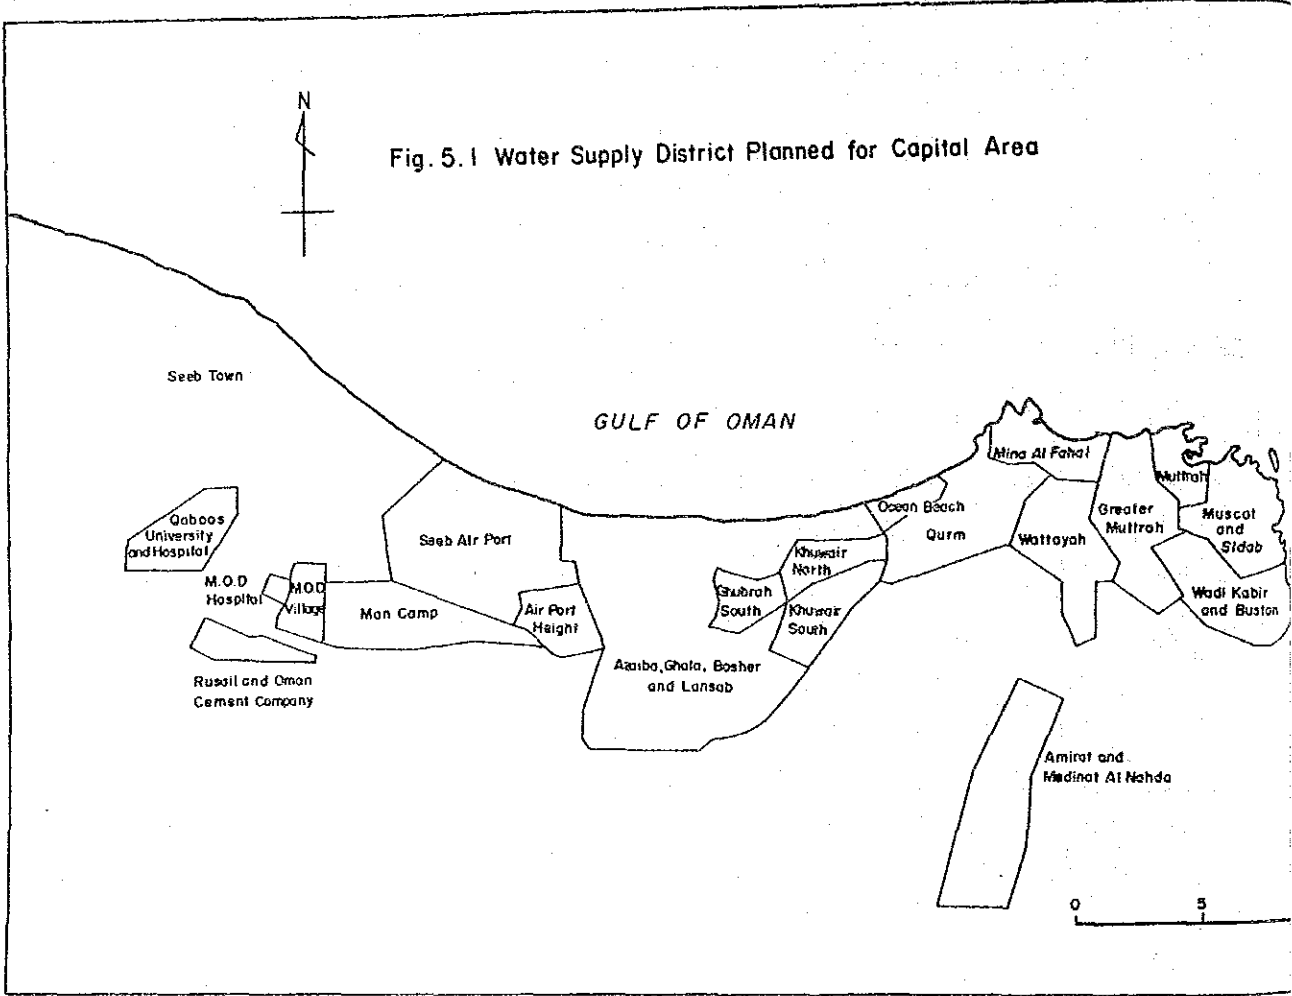 N
Fig. 5.1 Water Supply District Planned for Capital Area
Seeb Town
GULF OF OMAN
Mina Al Fahal
Muttrah
Ocean Beach
Qurm
Greater
Muttrah
Muscat
and
Sidab
Qaboos
University
and Hospital
Seeb Air Port
Wattayah
Khuwair
North
M.O.D
Hospital
M.O.D
Village
Man Camp
Air Port
Height
Ghubrah
South
Khuwair
South
Wadi Kabir
and Bustan
Azaiba, Ghala, Bosher
and Lansab
Rusail and Oman
Cement Company
Amirat and
Madinat Al Nahda
0 5